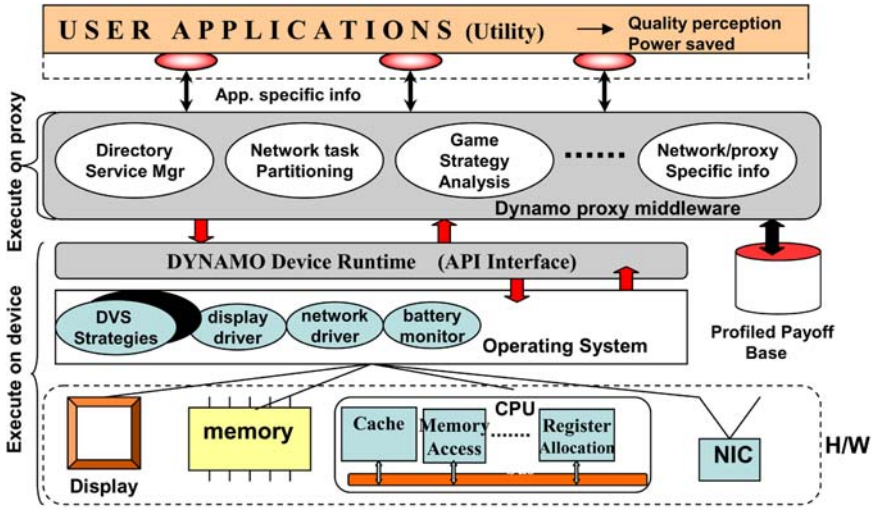 USER APPLICATIONS (Utility)
Quality perception
Power saved
App. specific info
Execute on proxy
Directory
Service Mgr
Network task
Partitioning
Game
Strategy
Analysis
Network/proxy
Specific info
Dynamo proxy middleware
Execute on device
DYNAMO Device Runtime (API Interface)
DVS
Strategies
display
driver
network
driver
battery
monitor
Operating System
Profiled Payoff
Base
Display
memory
CPU
Cache
Memory
Access
Register
Allocation
NIC
H/W